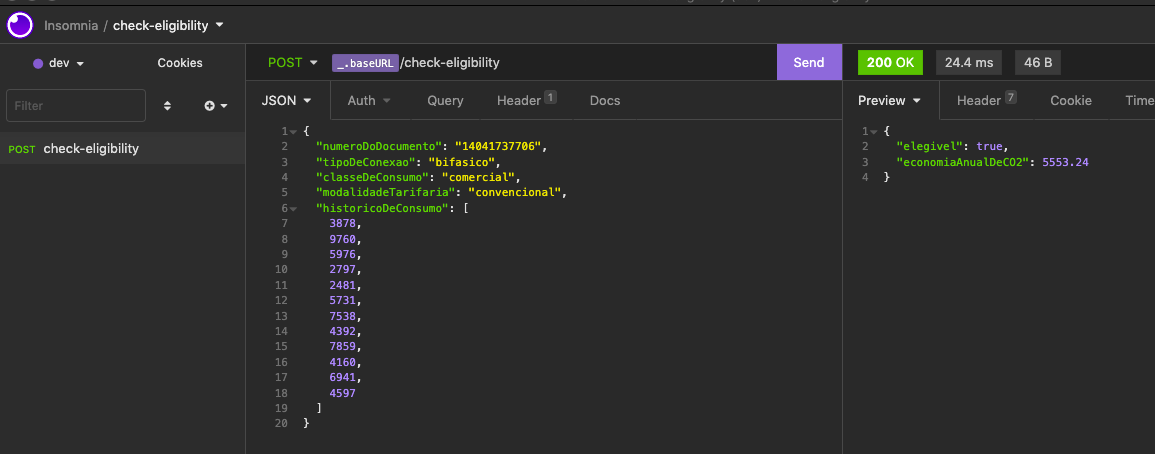 Insomnia / check-eligibility
dev
Cookies
Filter
POST check-eligibility
POST _.baseURL /check-eligibility
Send
JSON Auth Query Header 1 Docs
1 {
2 "numeroDoDocumento": "14041737706",
3 "tipoDeConexao": "bifasico",
4 "classeDeConsumo": "comercial",
5 "modalidadeTarifaria": "convencional",
6 "historicoDeConsumo": [
7 3878,
8 9760,
9 5976,
10 2797,
11 2481,
12 5731,
13 7538,
14 4392,
15 7859,
16 4160,
17 6941,
18 4597
19 ]
20 }
200 OK 24.4 ms 46 B
Preview Header 7 Cookie Time
1 {
2 "elegivel": true,
3 "economiaAnualDeCO2": 5553.24
4 }